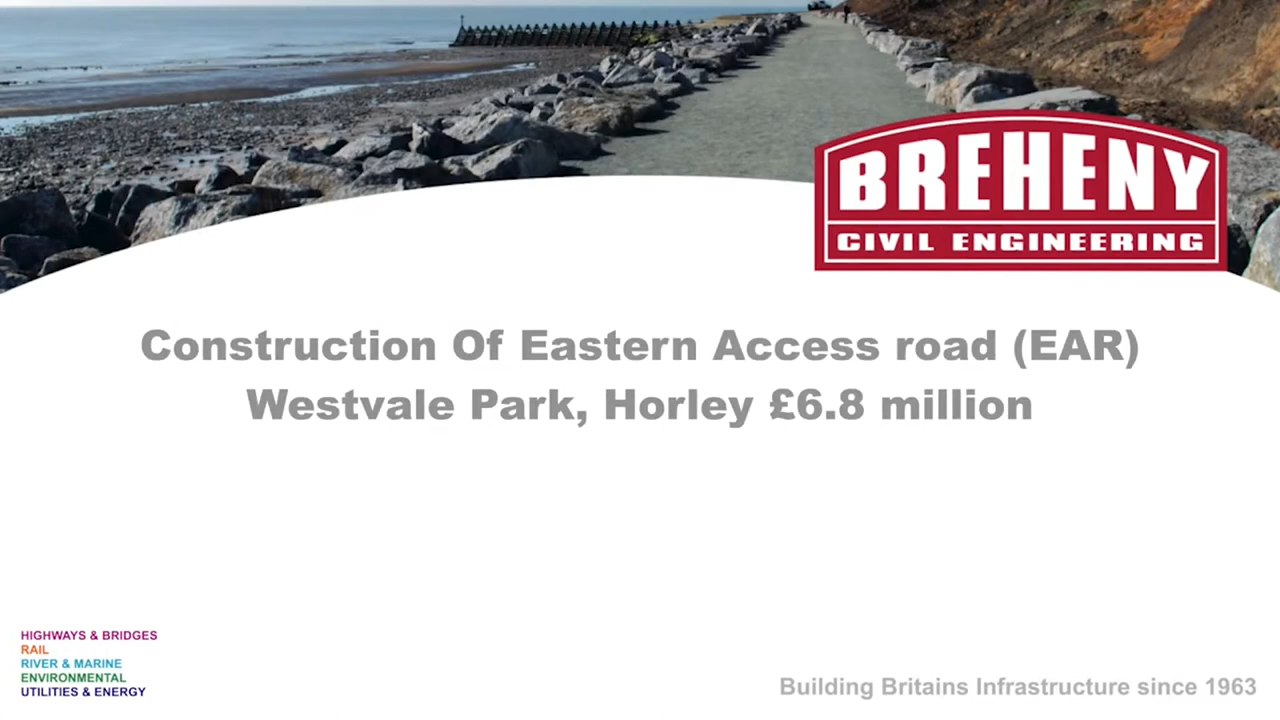 BREHENY
CIVIL ENGINEERING
Construction Of Eastern Access road (EAR)
Westvale Park, Horley £6.8 million
HIGHWAYS & BRIDGES
RAIL
RIVER & MARINE
ENVIRONMENTAL
UTILITIES & ENERGY
Building Britains Infrastructure since 1963